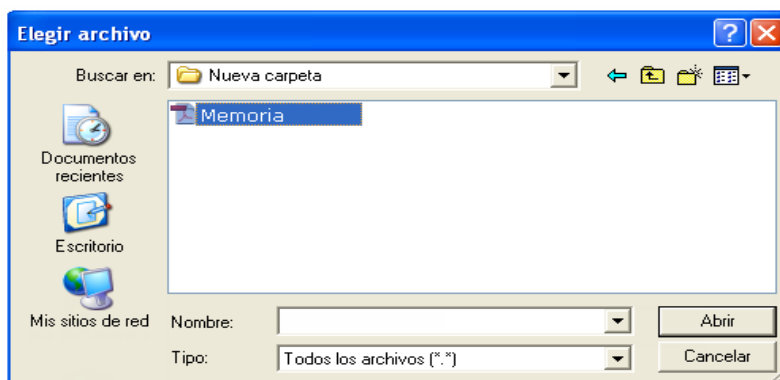 Elegir archivo
Buscar en: Nueva carpeta
Memoria
Documentos
recientes
Escritorio
Mis sitios de red
Nombre: Abrir
Tipo: Todos los archivos (*.*) Cancelar